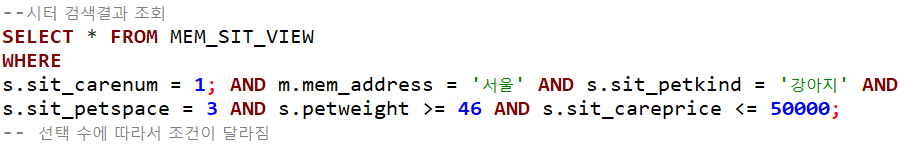 --시터 검색결과 조회
SELECT * FROM MEM_SIT_VIEW
WHERE
s.sit_carenum = 1; AND m.mem_address = '서울' AND s.sit_petkind = '강아지' AND
s.sit_petspace = 3 AND s.petweight >= 46 AND s.sit_careprice <= 50000;
-- 선택 수에 따라서 조건이 달라짐